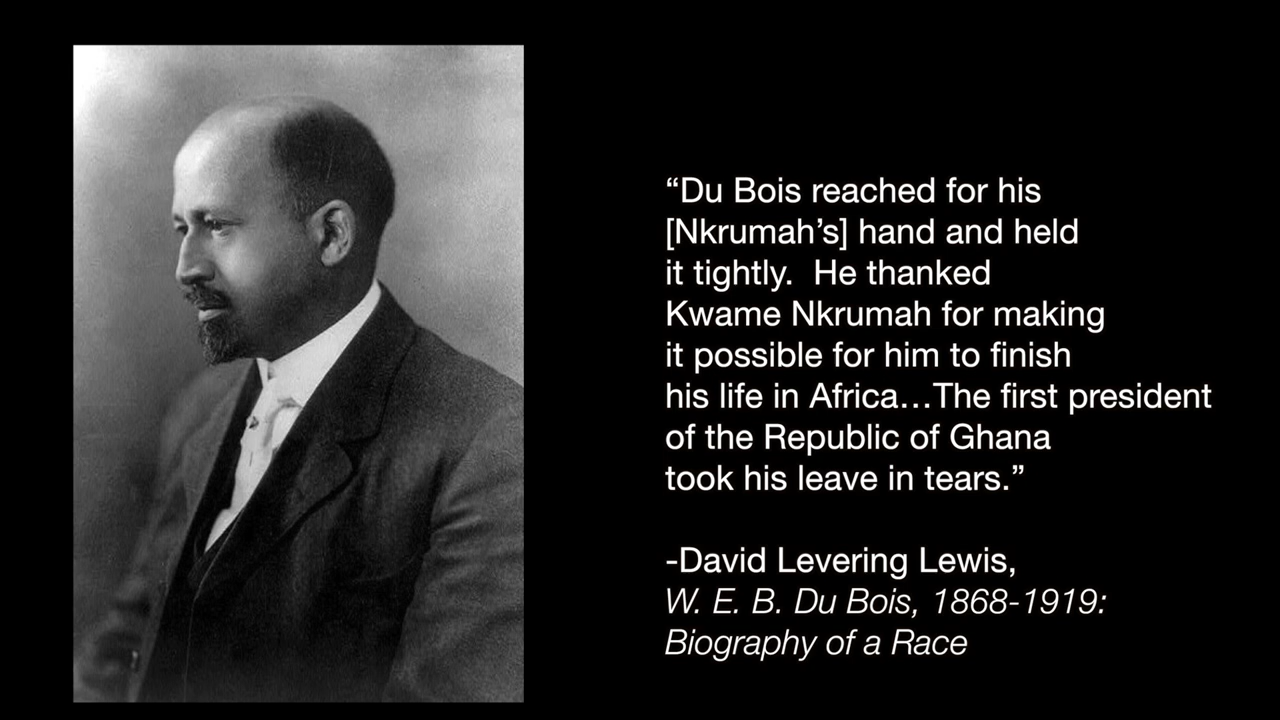 “Du Bois reached for his
[Nkrumah’s] hand and held
it tightly.  He thanked
Kwame Nkrumah for making
it possible for him to finish
his life in Africa…The first president
of the Republic of Ghana
took his leave in tears.”
-David Levering Lewis,
W. E. B. Du Bois, 1868-1919:
Biography of a Race